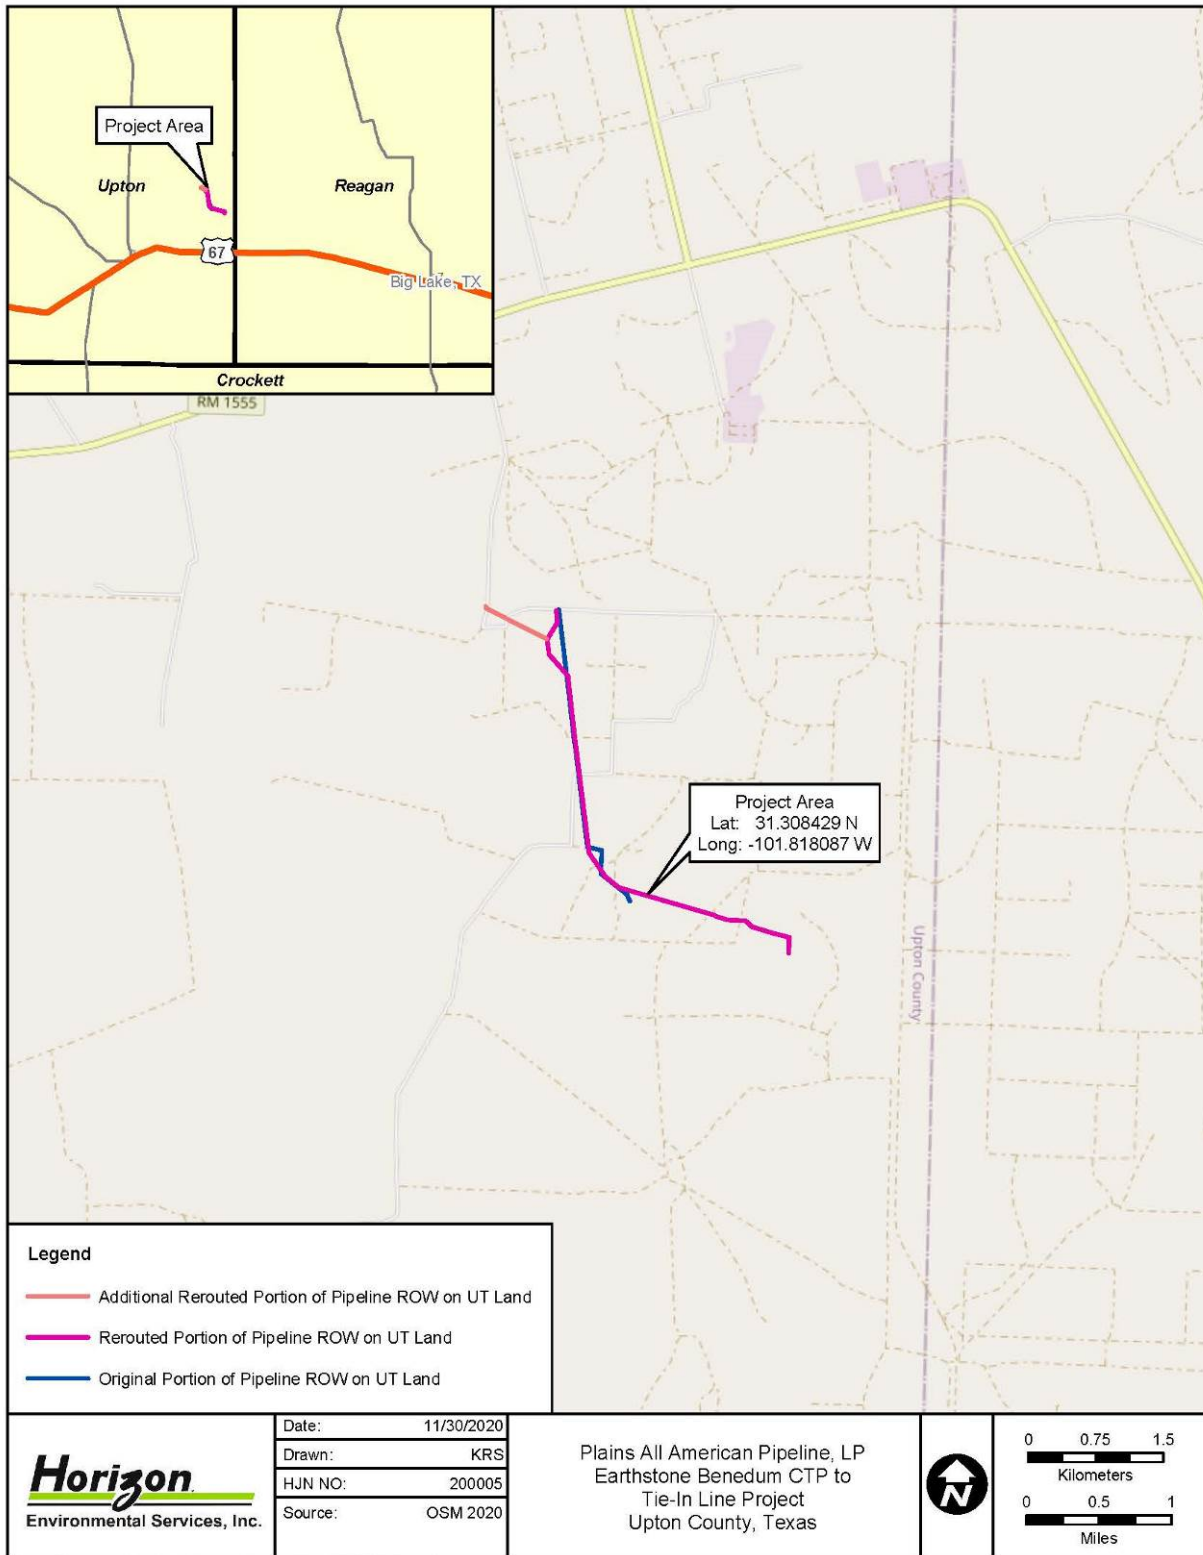 Project Area
Upton
Reagan
67
Big Lake, TX
Crockett
RM 1555
Project Area
Lat: 31.308429 N
Long: -101.818087 W
Upton County
Legend
Additional Rerouted Portion of Pipeline ROW on UT Land
Rerouted Portion of Pipeline ROW on UT Land
Original Portion of Pipeline ROW on UT Land
Horizon
Environmental Services, Inc.
Date: 11/30/2020
Drawn: KRS
HJN NO: 200005
Source: OSM 2020
Plains All American Pipeline, LP
Earthstone Benedum CTP to
Tie-In Line Project
Upton County, Texas
N
0 0.75 1.5
Kilometers
0 0.5 1
Miles